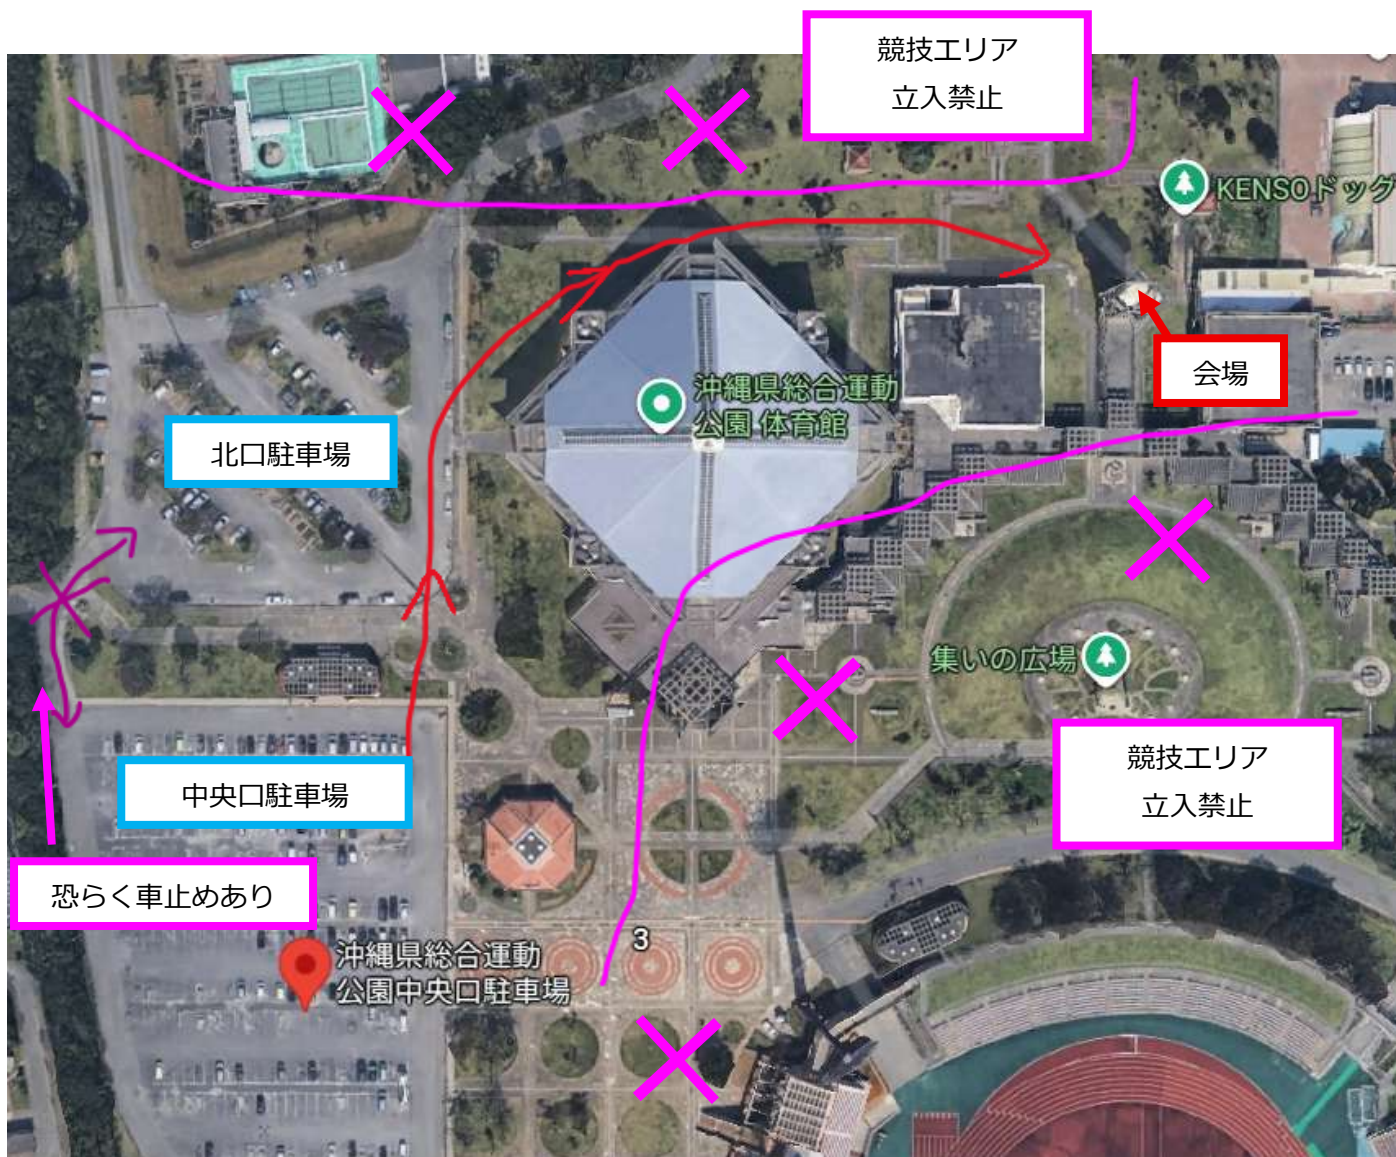 競技エリア
立入禁止
KENSOドッグ
会場
沖縄県総合運動
公園 体育館
北口駐車場
集いの広場
競技エリア
立入禁止
中央口駐車場
恐らく車止めあり
3
沖縄県総合運動
公園中央口駐車場